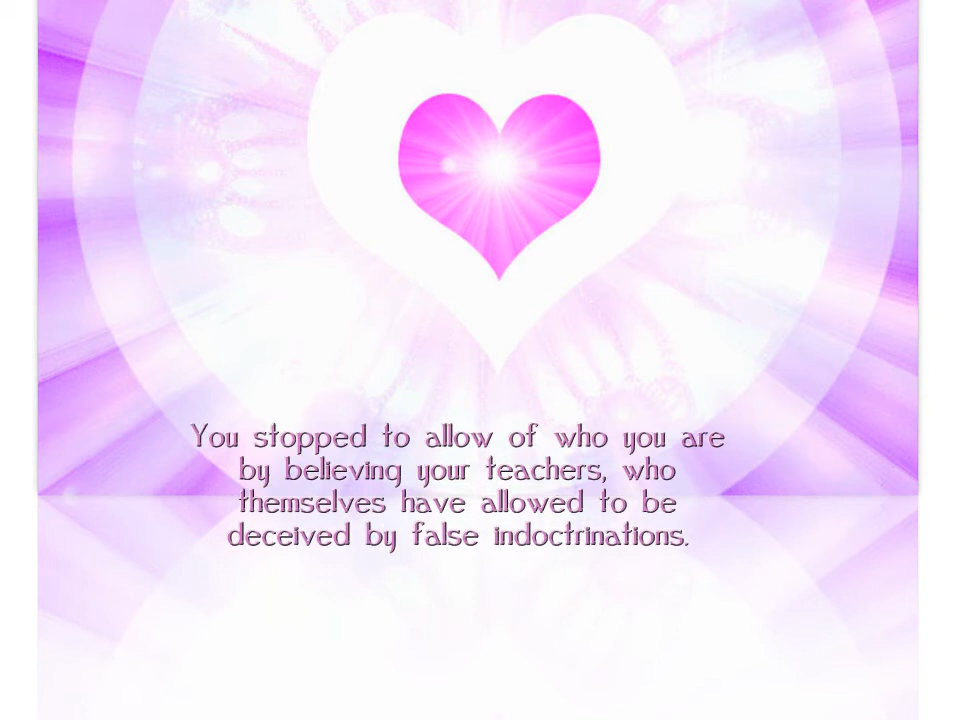 You stopped to allow of who you are
by believing your teachers, who
themselves have allowed to be
deceived by false indoctrinations.